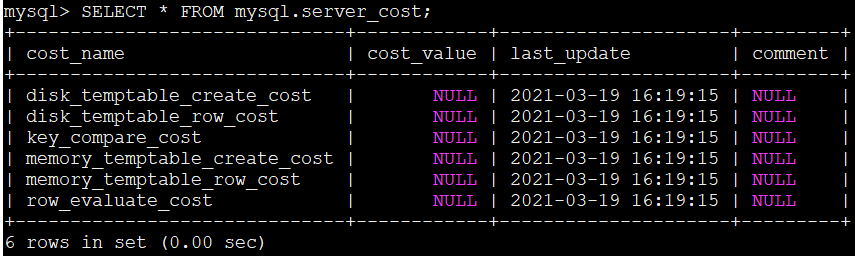 mysql> SELECT * FROM mysql.server_cost;
+------------------------------+------------+---------------------+---------+
| cost_name                    | cost_value | last_update         | comment |
+------------------------------+------------+---------------------+---------+
| disk_temptable_create_cost   |       NULL | 2021-03-19 16:19:15 | NULL    |
| disk_temptable_row_cost      |       NULL | 2021-03-19 16:19:15 | NULL    |
| key_compare_cost             |       NULL | 2021-03-19 16:19:15 | NULL    |
| memory_temptable_create_cost |       NULL | 2021-03-19 16:19:15 | NULL    |
| memory_temptable_row_cost    |       NULL | 2021-03-19 16:19:15 | NULL    |
| row_evaluate_cost            |       NULL | 2021-03-19 16:19:15 | NULL    |
+------------------------------+------------+---------------------+---------+
6 rows in set (0.00 sec)